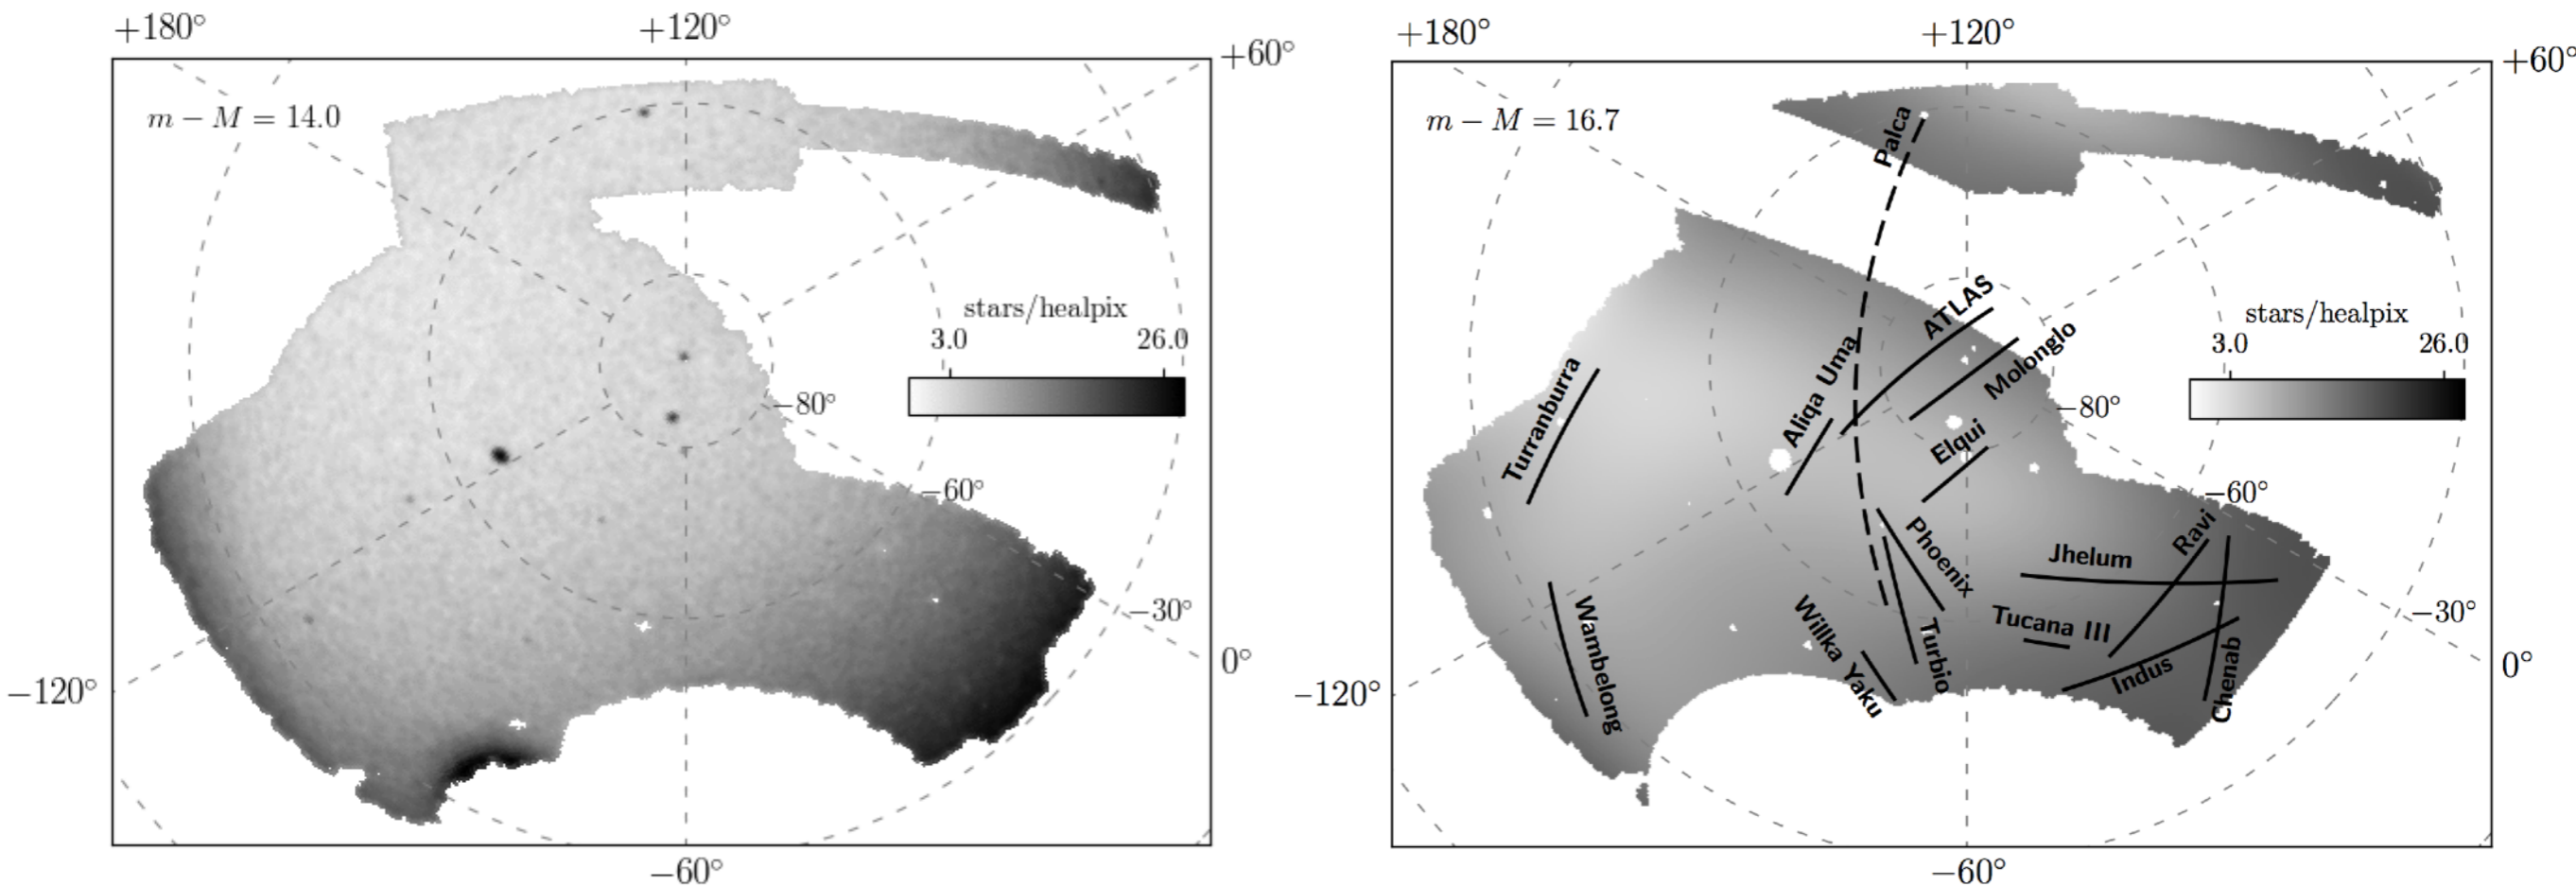 +180°
+120°
+60°
m − M = 14.0
stars/healpix
3.0
26.0
−80°
−60°
−30°
0°
−120°
−60°
+180°
+120°
+60°
m − M = 16.7
Palca
ATLAS
Molonglo
Aliqa Uma
Turranburra
Elqui
stars/healpix
3.0
26.0
−80°
−60°
−30°
0°
Phoenix
Jhelum
Ravi
Tucana III
Indus
Chenab
Turbio
Willka Yaku
Wambelong
−120°
−60°